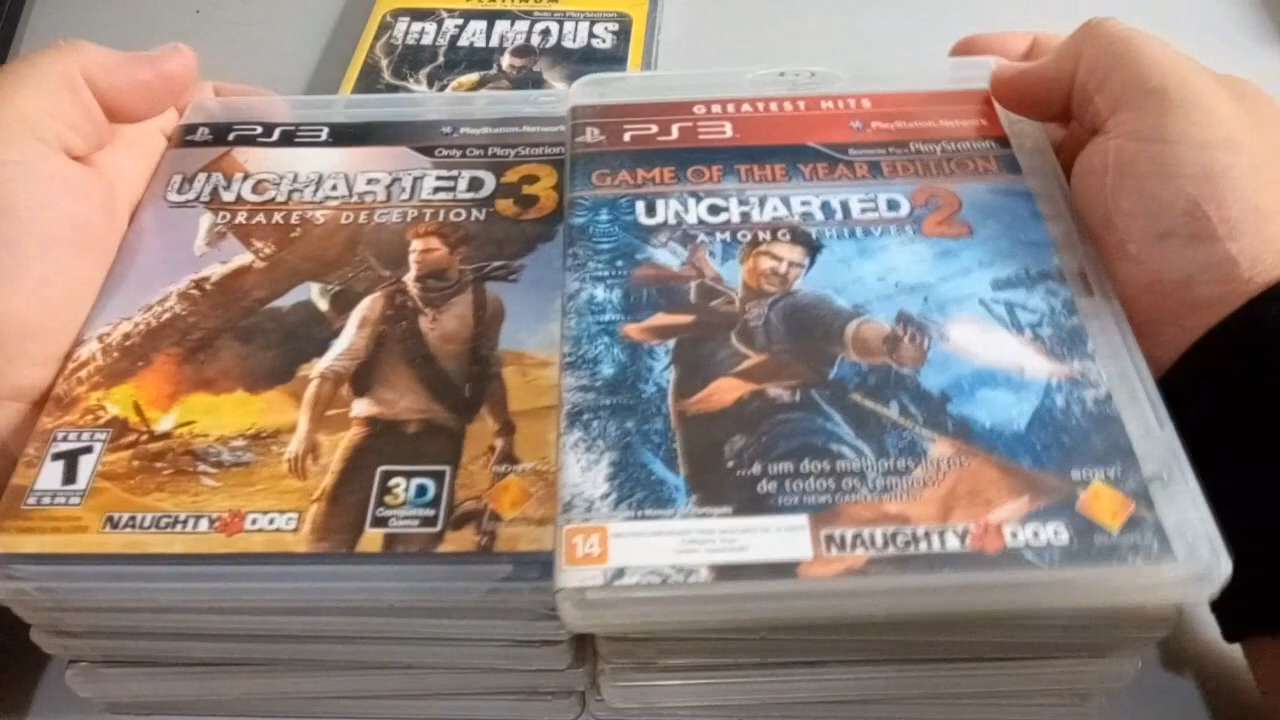 PLATINUM
Solo en PlayStation
inFAMOUS
PS3
PlayStation Network
Only On PlayStation
UNCHARTED 3
DRAKE'S DECEPTION
TEEN
T
ESRB
3D
Compatible
Game
SONY
NAUGHTY DOG
GREATEST HITS
PS3
PlayStation Network
Somente Para PlayStation
GAME OF THE YEAR EDITION
UNCHARTED 2
AMONG THIEVES
...é um dos melhores jogos
de todos os tempos."
SONY
14
NAUGHTY DOG